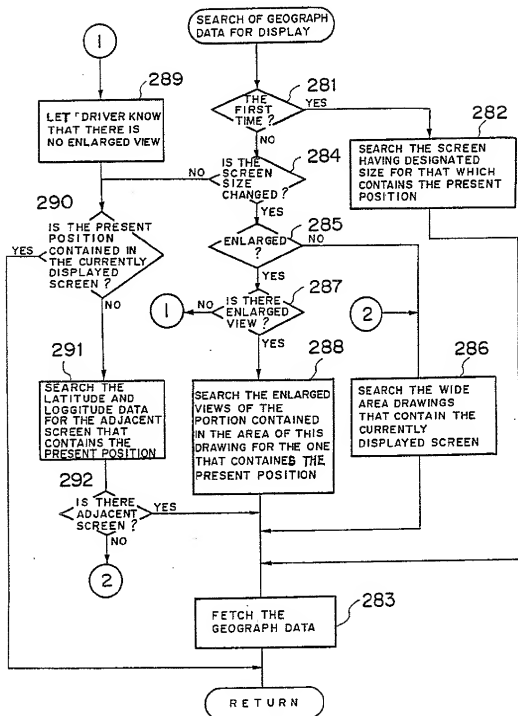 SEARCH OF GEOGRAPH
DATA FOR DISPLAY
1
289
LET DRIVER KNOW
THAT THERE IS
NO ENLARGED VIEW
281
THE
FIRST
TIME ?
YES
NO
282
SEARCH THE SCREEN
HAVING DESIGNATED
SIZE FOR THAT WHICH
CONTAINS THE PRESENT
POSITION
284
IS THE
SCREEN
SIZE
CHANGED ?
NO
YES
290
IS THE PRESENT
POSITION
CONTAINED IN
THE CURRENTLY
DISPLAYED
SCREEN ?
YES
NO
285
ENLARGED
?
NO
YES
287
IS THERE
ENLARGED
VIEW ?
NO
1
YES
2
291
SEARCH THE
LATITUDE AND
LOGGITUDE DATA
FOR THE ADJACENT
SCREEN THAT
CONTAINS THE
PRESENT POSITION
288
SEARCH THE ENLARGED
VIEWS OF THE
PORTION CONTAINED
IN THE AREA OF THIS
DRAWING FOR THE ONE
THAT CONTAINES THE
PRESENT POSITION
286
SEARCH THE WIDE
AREA DRAWINGS
THAT CONTAIN THE
CURRENTLY
DISPLAYED SCREEN
292
IS THERE
ADJACENT
SCREEN ?
YES
NO
2
283
FETCH THE
GEOGRAPH DATA
RETURN